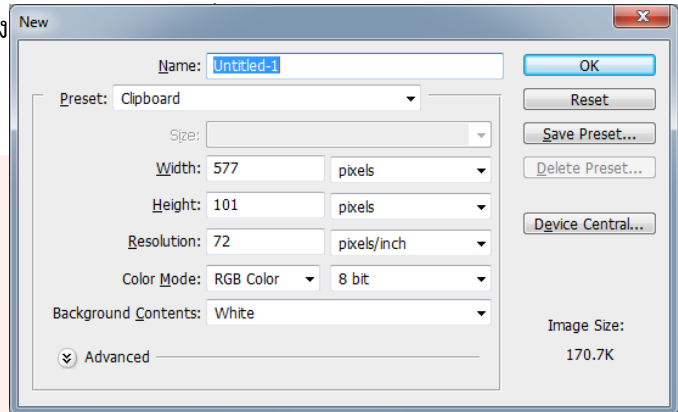 New
ง
Name: Untitled-1
OK
Preset: Clipboard
Reset
Size:
Save Preset...
Width: 577 pixels
Delete Preset...
Height: 101 pixels
Device Central...
Resolution: 72 pixels/inch
Color Mode: RGB Color 8 bit
Background Contents: White
Image Size:
Advanced
170.7K